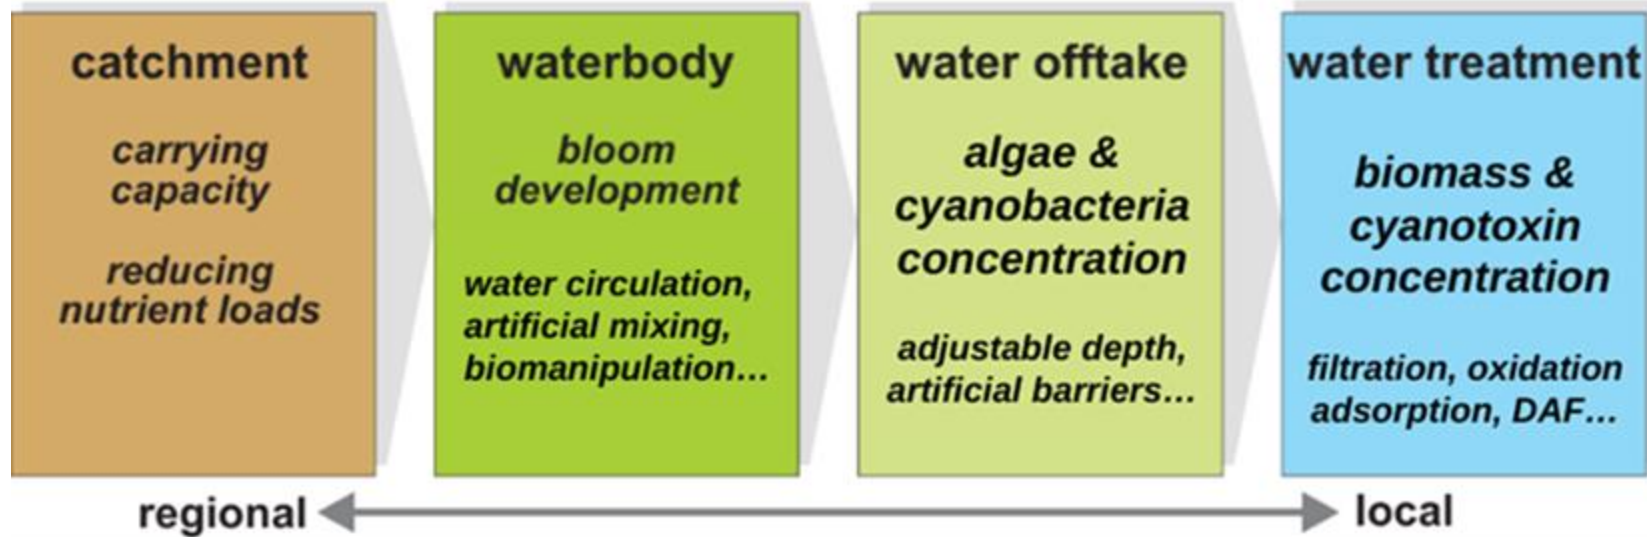 catchment
carrying
capacity
reducing
nutrient loads
waterbody
bloom
development
water circulation,
artificial mixing,
biomanipulation…
water offtake
algae &
cyanobacteria
concentration
adjustable depth,
artificial barriers…
water treatment
biomass &
cyanotoxin
concentration
filtration, oxidation
adsorption, DAF…
regional
local